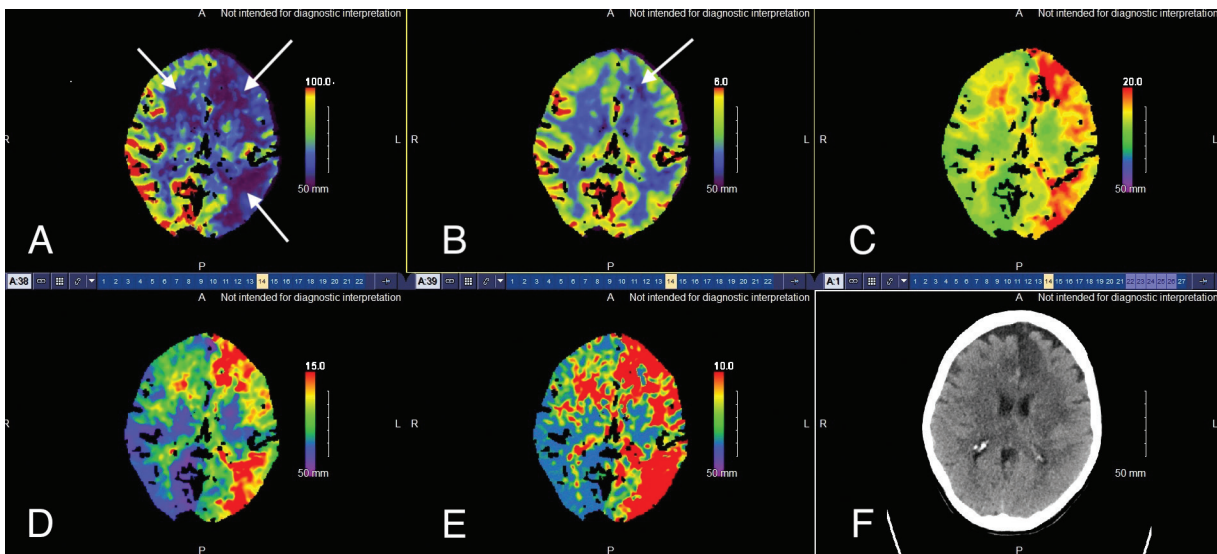 A Not intended for diagnostic interpretation
100.0
R
L
50 mm
A
P
A Not intended for diagnostic interpretation
6.0
R
L
50 mm
B
P
A Not intended for diagnostic interpretation
20.0
R
L
50 mm
C
P
A:38 1 2 3 4 5 6 7 8 9 10 11 12 13 14 15 16 17 18 19 20 21 22
A:39 1 2 3 4 5 6 7 8 9 10 11 12 13 14 15 16 17 18 19 20 21 22
A:1 1 2 3 4 5 6 7 8 9 10 11 12 13 14 15 16 17 18 19 20 21 22 23 24 25 26 27
A Not intended for diagnostic interpretation
15.0
R
L
50 mm
D
P
A Not intended for diagnostic interpretation
10.0
R
L
50 mm
E
P
A Not intended for diagnostic interpretation
R
L
50 mm
F
P